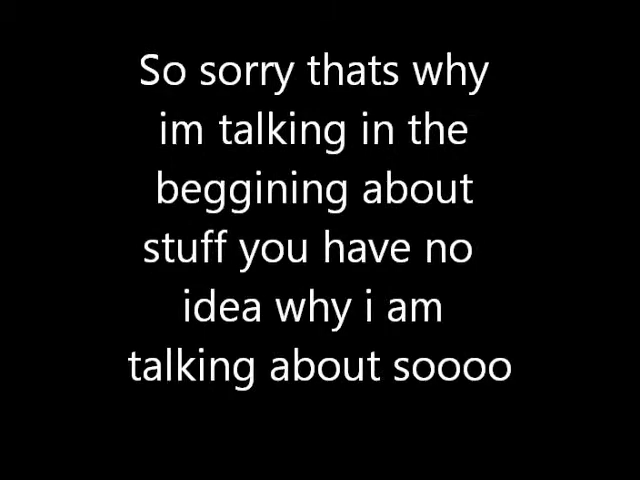 So sorry thats why
im talking in the
beggining about
stuff you have no
idea why i am
talking about soooo